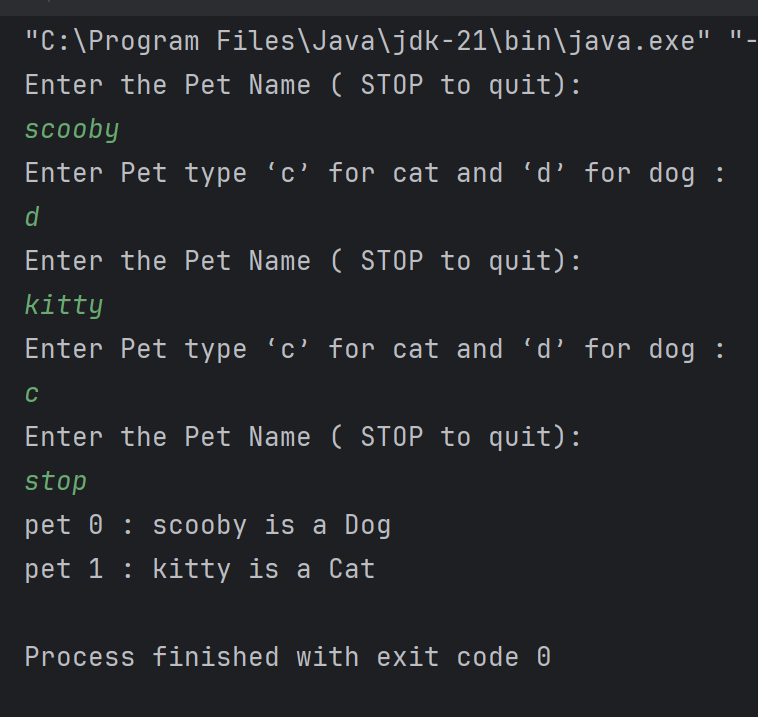 "C:\Program Files\Java\jdk-21\bin\java.exe" "-
Enter the Pet Name ( STOP to quit):
scooby
Enter Pet type ‘c’ for cat and ‘d’ for dog :
d
Enter the Pet Name ( STOP to quit):
kitty
Enter Pet type ‘c’ for cat and ‘d’ for dog :
c
Enter the Pet Name ( STOP to quit):
stop
pet 0 : scooby is a Dog
pet 1 : kitty is a Cat
Process finished with exit code 0